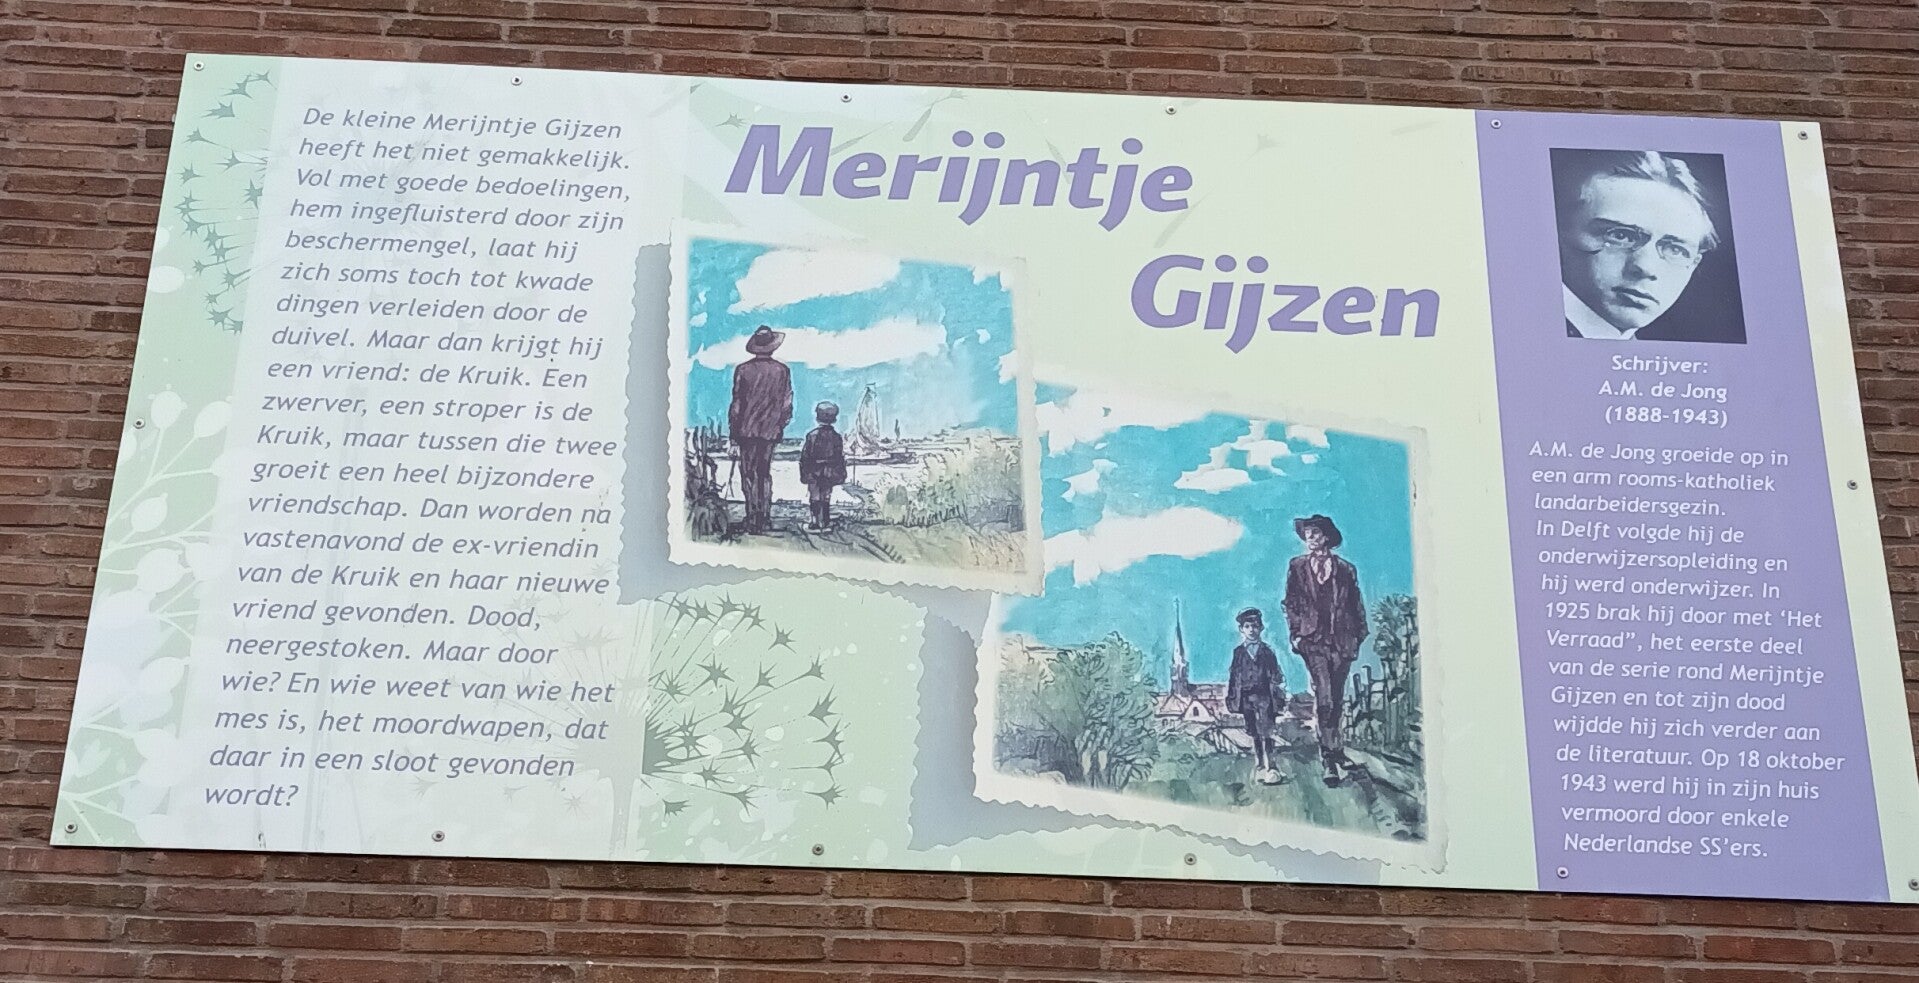 De kleine Merijntje Gijzen
heeft het niet gemakkelijk.
Vol met goede bedoelingen,
hem ingefluisterd door zijn
beschermengel, laat hij
zich soms toch tot kwade
dingen verleiden door de
duivel. Maar dan krijgt hij
een vriend: de Kruik. Een
zwerver, een stroper is de
Kruik, maar tussen die twee
groeit een heel bijzondere
vriendschap. Dan worden na
vastenavond de ex-vriendin
van de Kruik en haar nieuwe
vriend gevonden. Dood,
neergestoken. Maar door
wie? En wie weet van wie het
mes is, het moordwapen, dat
daar in een sloot gevonden
wordt?
Merijntje
Gijzen
Schrijver:
A.M. de Jong
(1888-1943)
A.M. de Jong groeide op in
een arm rooms-katholiek
landarbeidersgezin.
In Delft volgde hij de
onderwijzersopleiding en
hij werd onderwijzer. In
1925 brak hij door met ‘Het
Verraad”, het eerste deel
van de serie rond Merijntje
Gijzen en tot zijn dood
wijdde hij zich verder aan
de literatuur. Op 18 oktober
1943 werd hij in zijn huis
vermoord door enkele
Nederlandse SS’ers.